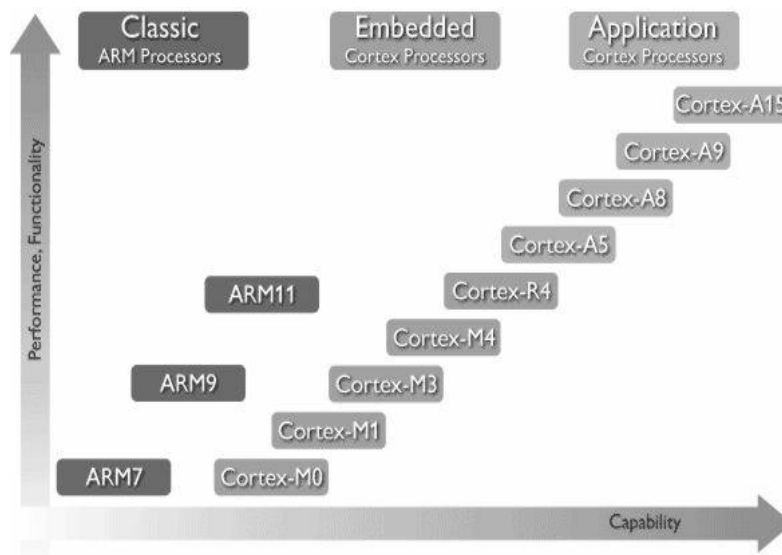 Classic
ARM Processors
Embedded
Cortex Processors
Application
Cortex Processors
Cortex-A15
Cortex-A9
Cortex-A8
Cortex-A5
ARM11
Cortex-R4
Cortex-M4
ARM9
Cortex-M3
Cortex-M1
ARM7
Cortex-M0
Performance, Functionality
Capability